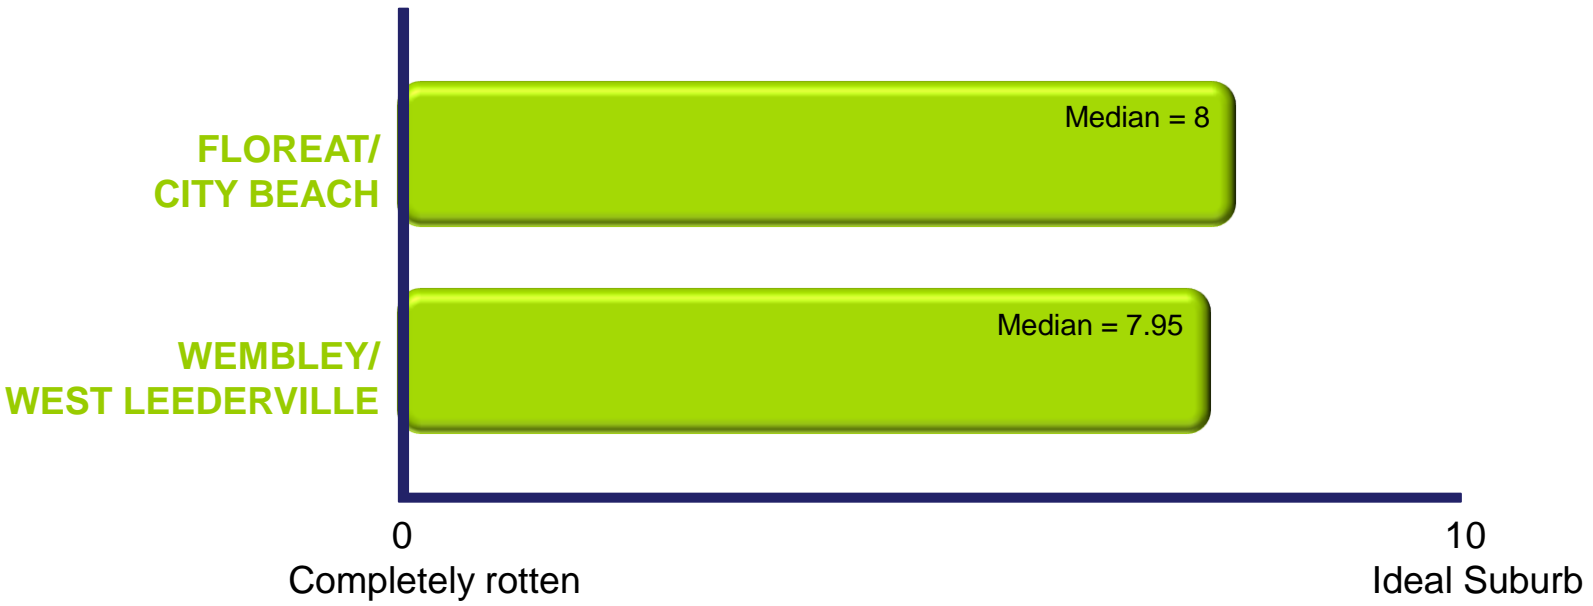 FLOREAT/
CITY BEACH
Median = 8
WEMBLEY/
WEST LEEDERVILLE
Median = 7.95
0
Completely rotten
10
Ideal Suburb